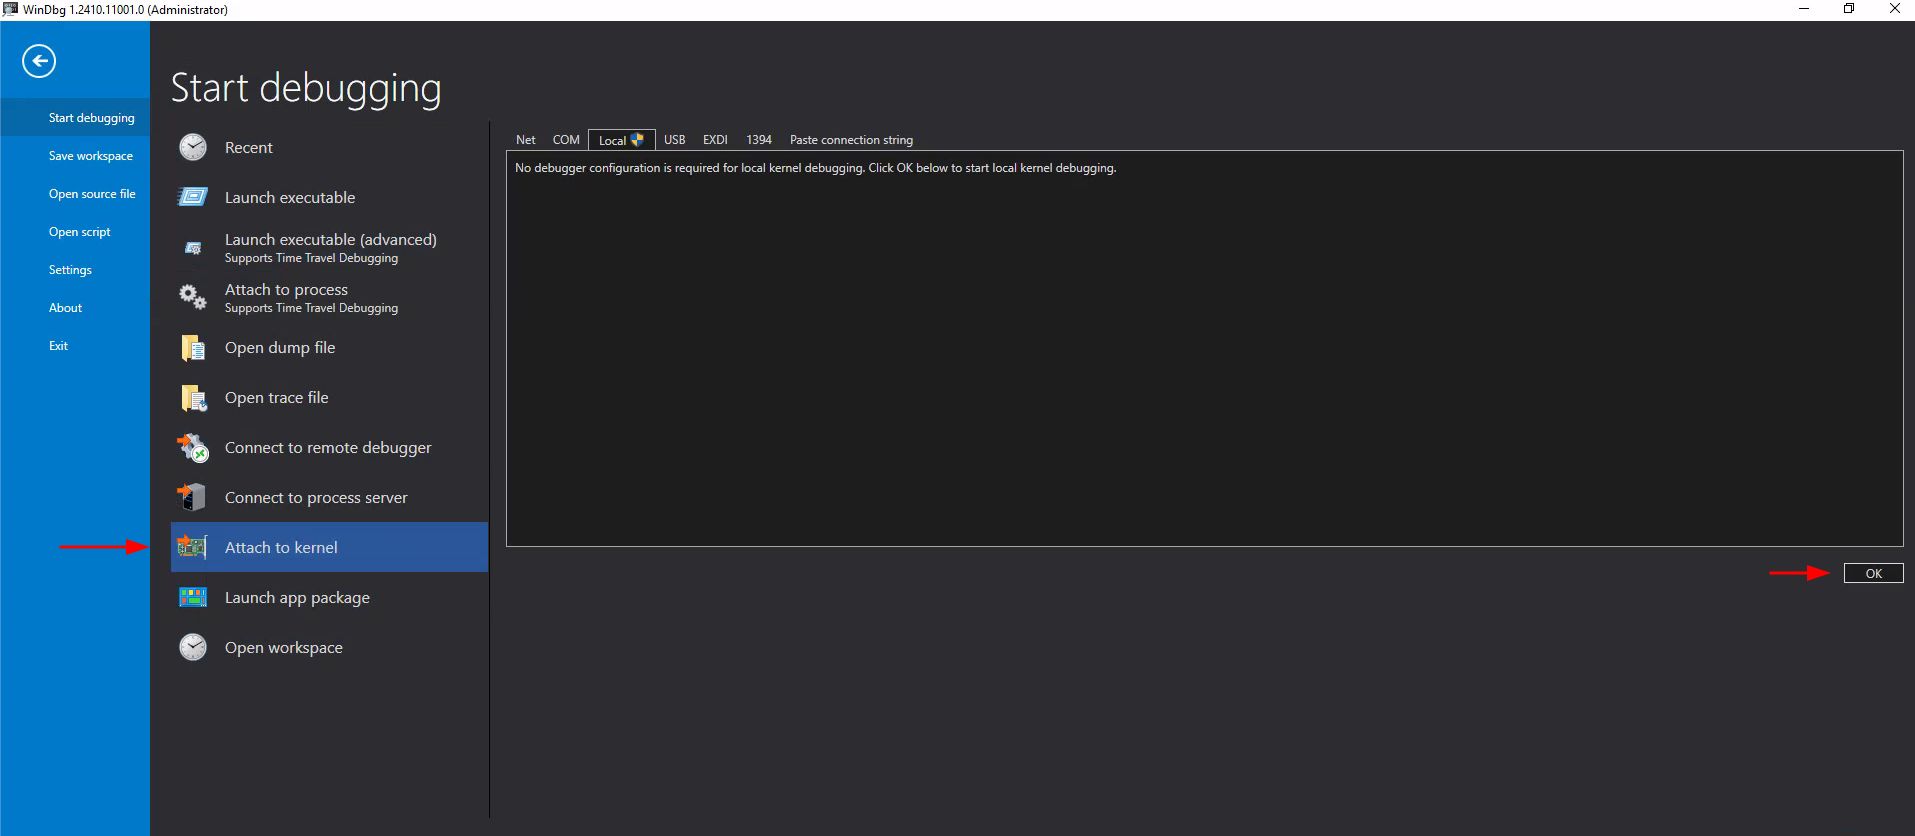 WinDbg 1.2410.11001.0 (Administrator)
Start debugging
Save workspace
Open source file
Open script
Settings
About
Exit
Start debugging
Recent
Launch executable
Launch executable (advanced)
Supports Time Travel Debugging
Attach to process
Supports Time Travel Debugging
Open dump file
Open trace file
Connect to remote debugger
Connect to process server
Attach to kernel
Launch app package
Open workspace
Net COM Local USB EXDI 1394 Paste connection string
No debugger configuration is required for local kernel debugging. Click OK below to start local kernel debugging.
OK